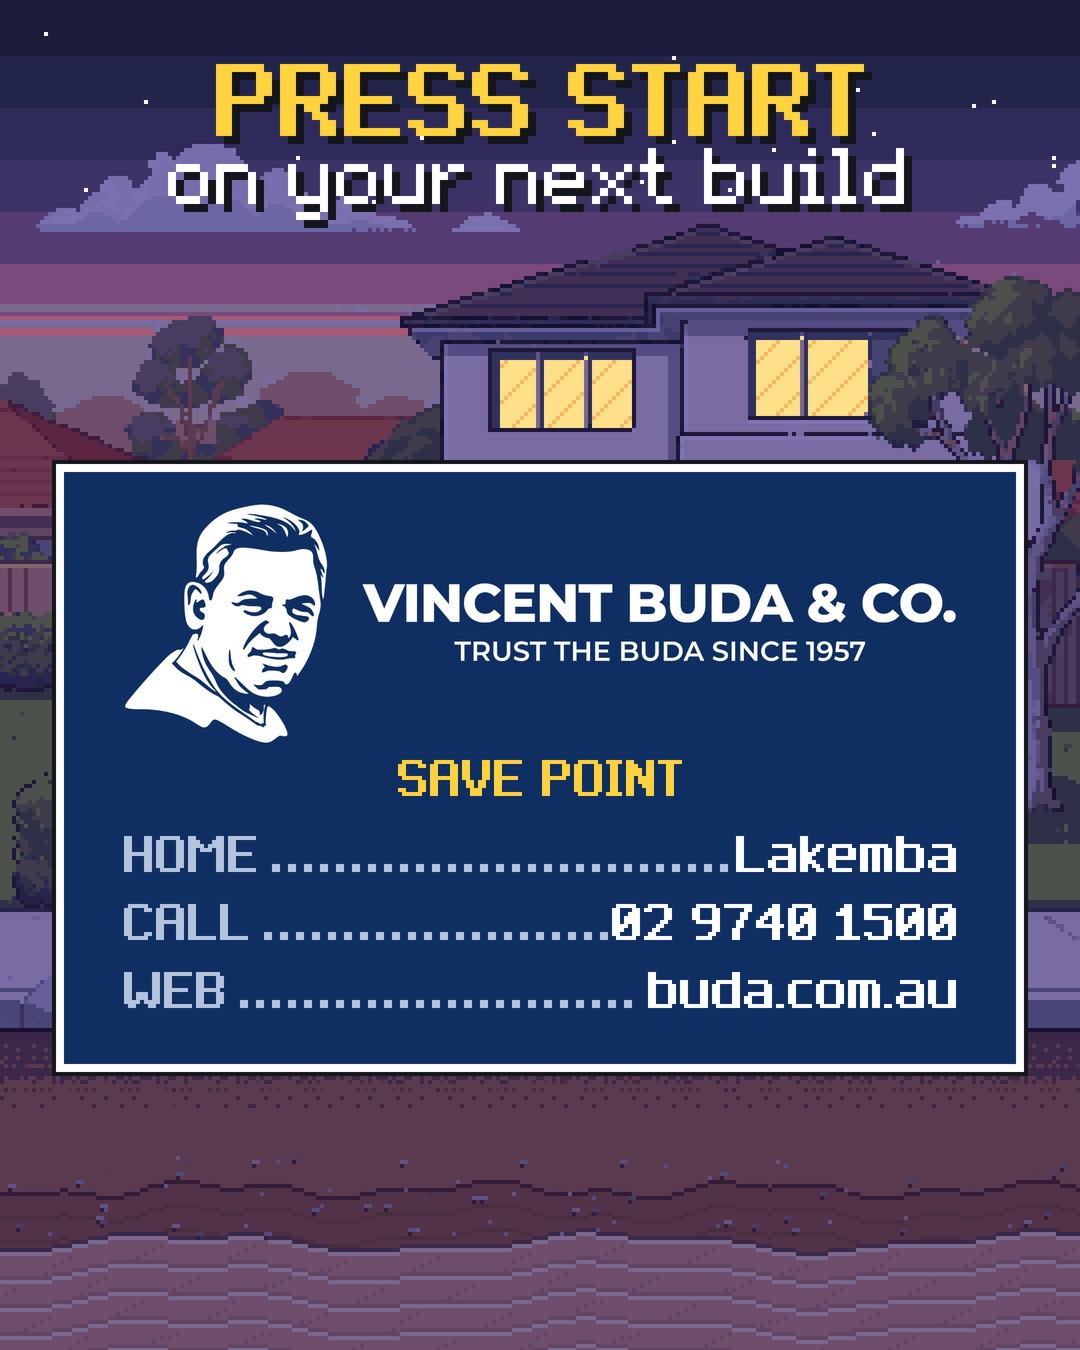 PRESS START
on your next build
VINCENT BUDA & CO.
TRUST THE BUDA SINCE 1957
SAVE POINT
HOME ............................Lakemba
CALL .....................02 9740 1500
WEB ........................ buda.com.au